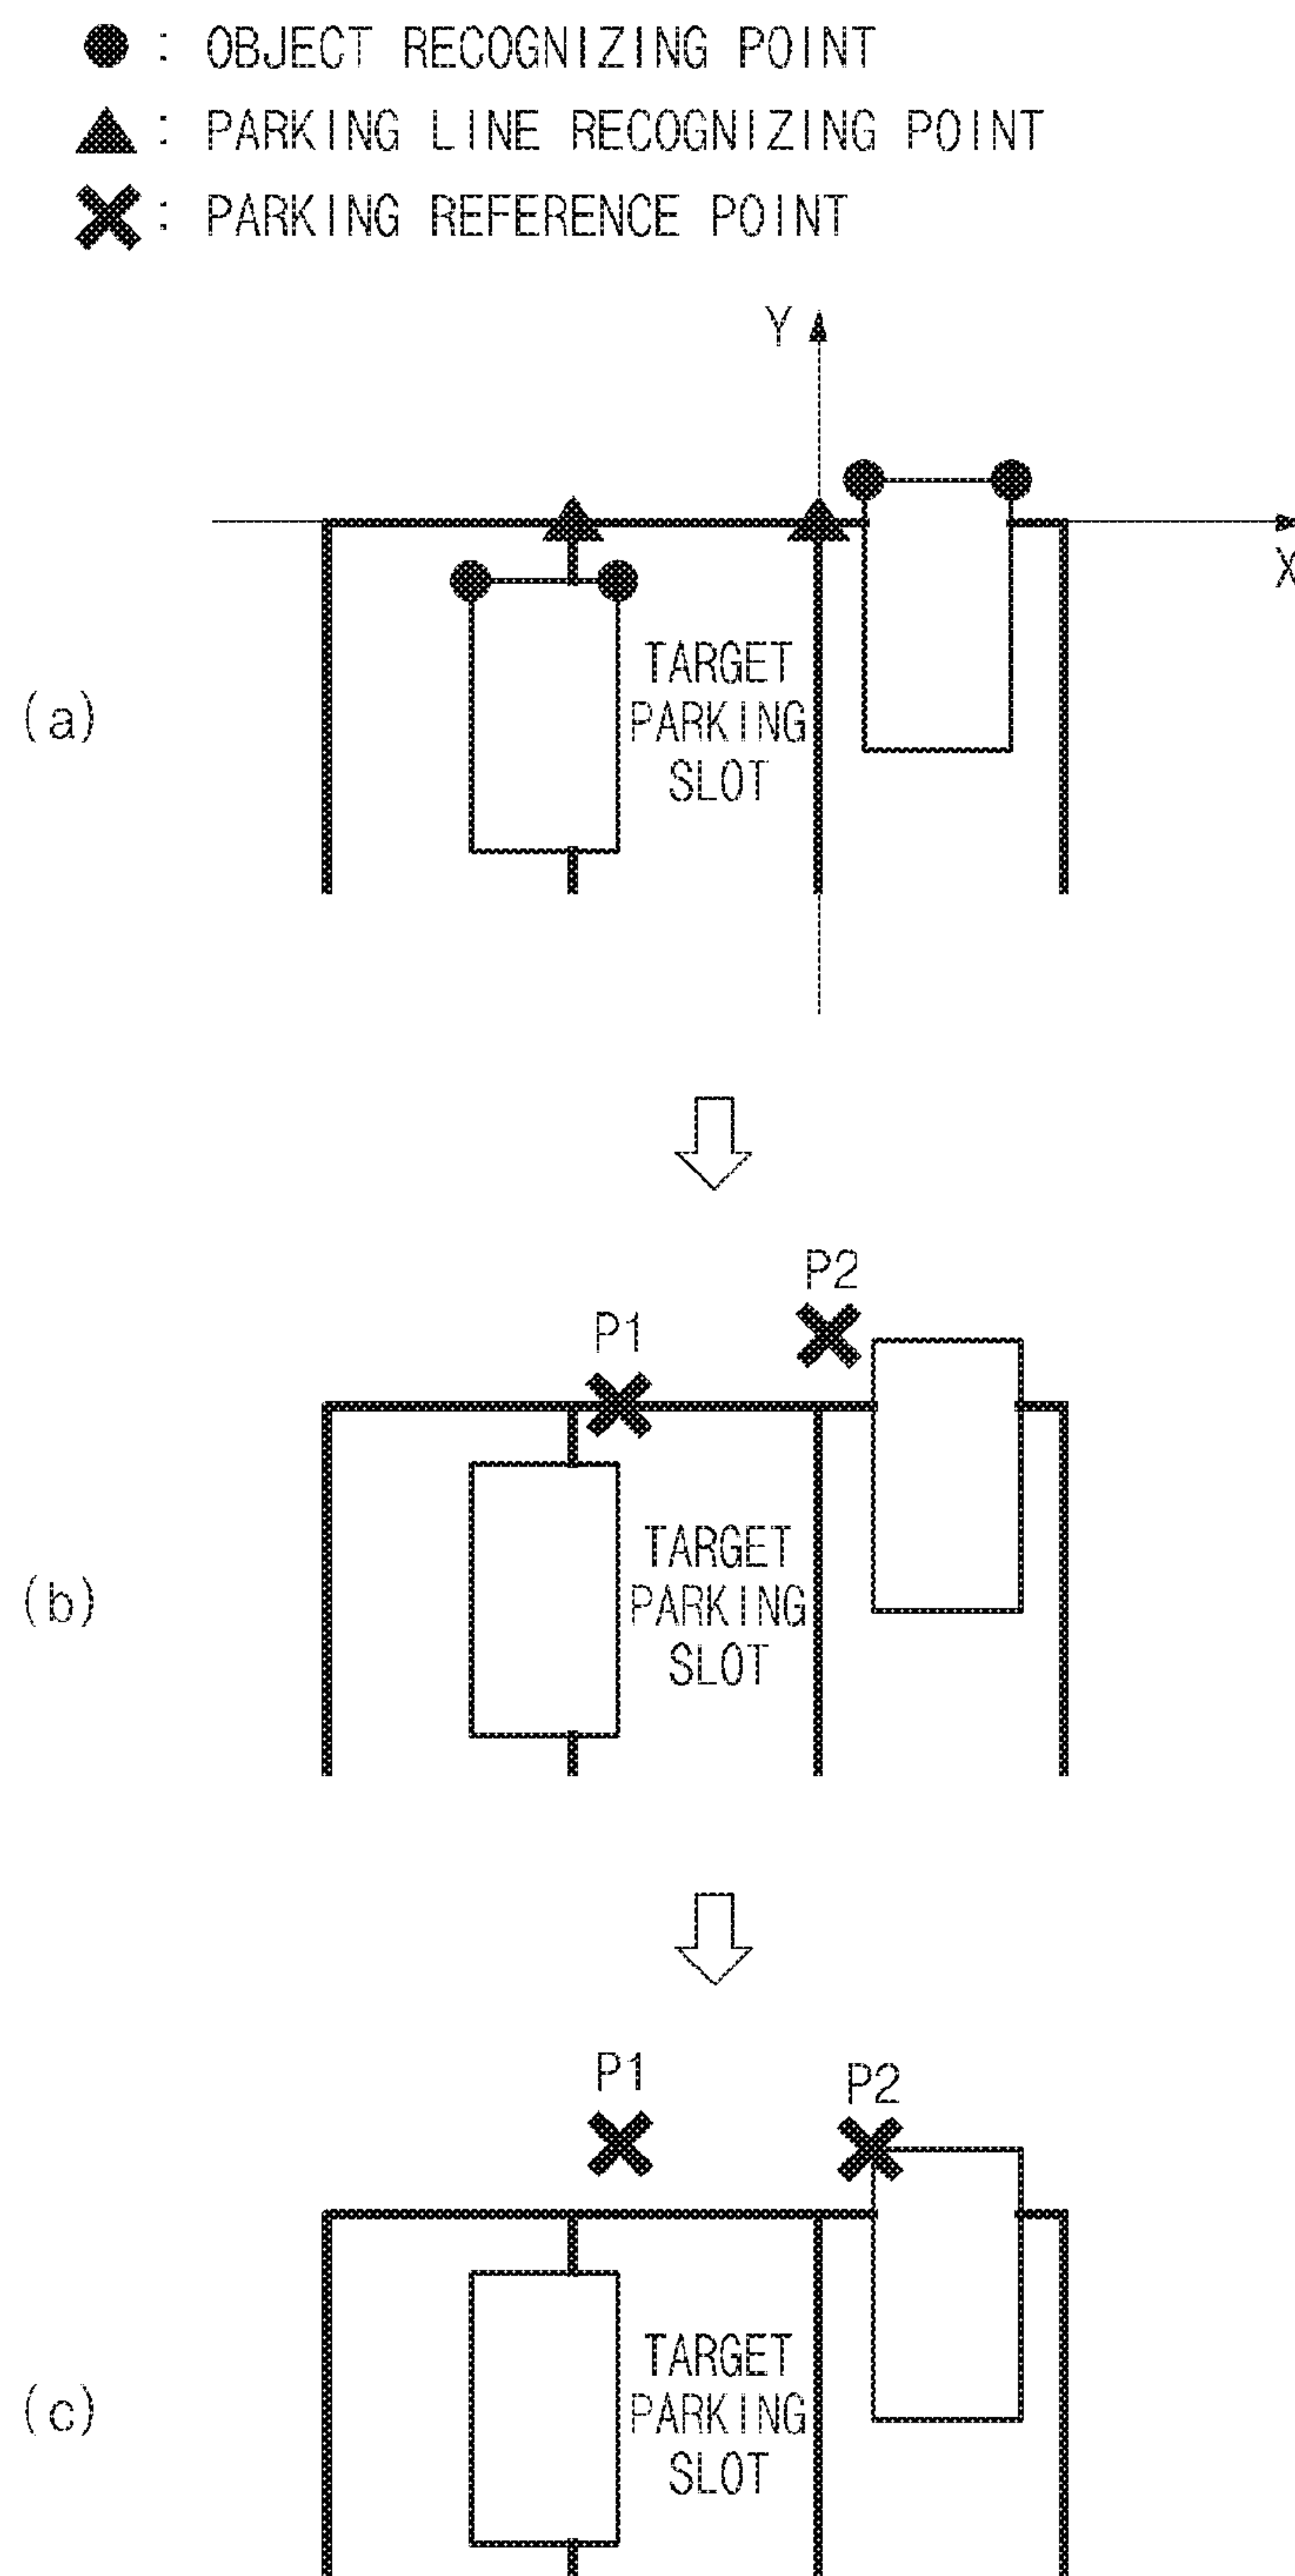 : OBJECT RECOGNIZING POINT
: PARKING LINE RECOGNIZING POINT
: PARKING REFERENCE POINT
Y
X
(a)
TARGET
PARKING
SLOT
P2
P1
(b)
TARGET
PARKING
SLOT
P1
P2
(c)
TARGET
PARKING
SLOT